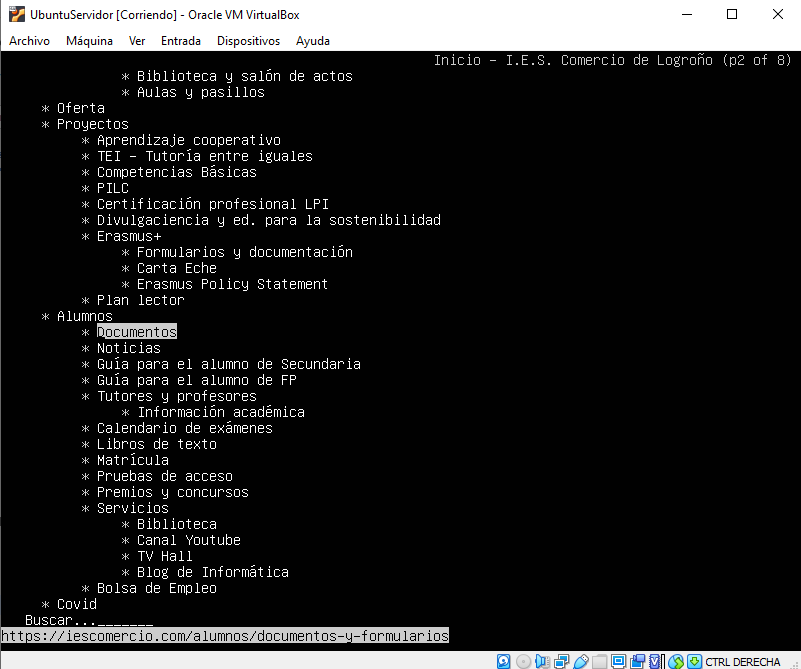 UbuntuServidor [Corriendo] - Oracle VM VirtualBox
Archivo Máquina Ver Entrada Dispositivos Ayuda
Inicio - I.E.S. Comercio de Logroño (p2 of 8)
* Biblioteca y salón de actos
* Aulas y pasillos
* Oferta
* Proyectos
* Aprendizaje cooperativo
* TEI - Tutoría entre iguales
* Competencias Básicas
* PILC
* Certificación profesional LPI
* Divulgaciencia y ed. para la sostenibilidad
* Erasmus+
* Formularios y documentación
* Carta Eche
* Erasmus Policy Statement
* Plan lector
* Alumnos
* Documentos
* Noticias
* Guía para el alumno de Secundaria
* Guía para el alumno de FP
* Tutores y profesores
* Información académica
* Calendario de exámenes
* Libros de texto
* Matrícula
* Pruebas de acceso
* Premios y concursos
* Servicios
* Biblioteca
* Canal Youtube
* TV Hall
* Blog de Informática
* Bolsa de Empleo
* Covid
Buscar..._______
https://iescomercio.com/alumnos/documentos-y-formularios
CTRL DERECHA